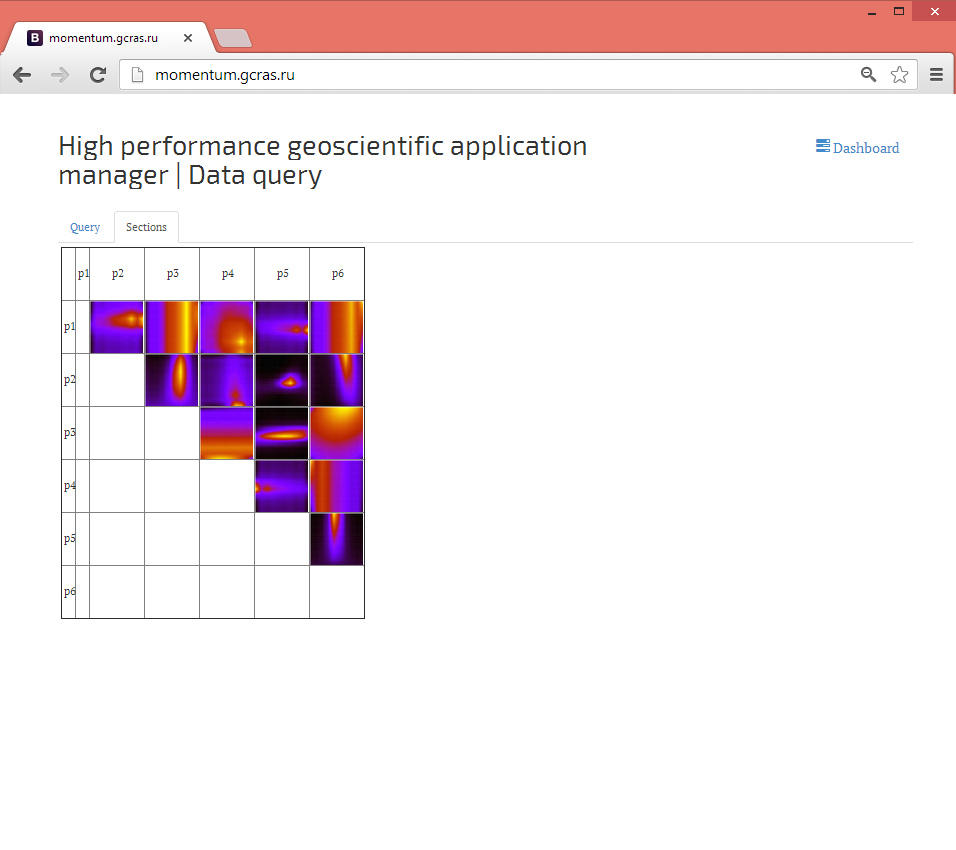 momentum.gcras.ru
momentum.gcras.ru
High performance geoscientific application
manager | Data query
Dashboard
Query
Sections
p1 p2 p3 p4 p5 p6
p1
p2
p3
p4
p5
p6